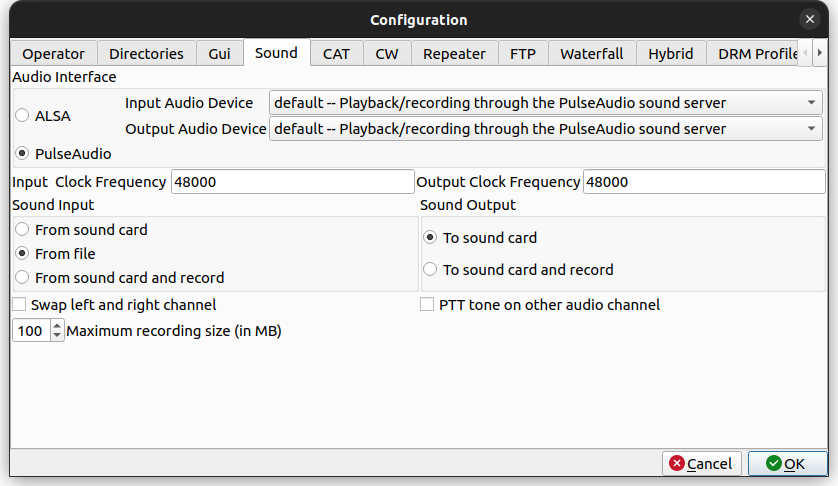 Configuration
Operator Directories Gui Sound CAT CW Repeater FTP Waterfall Hybrid DRM Profile
Audio Interface
ALSA
Input Audio Device default -- Playback/recording through the PulseAudio sound server
Output Audio Device default -- Playback/recording through the PulseAudio sound server
PulseAudio
Input Clock Frequency 48000 Output Clock Frequency 48000
Sound Input
From sound card
From file
From sound card and record
Sound Output
To sound card
To sound card and record
Swap left and right channel
PTT tone on other audio channel
100 Maximum recording size (in MB)
Cancel OK